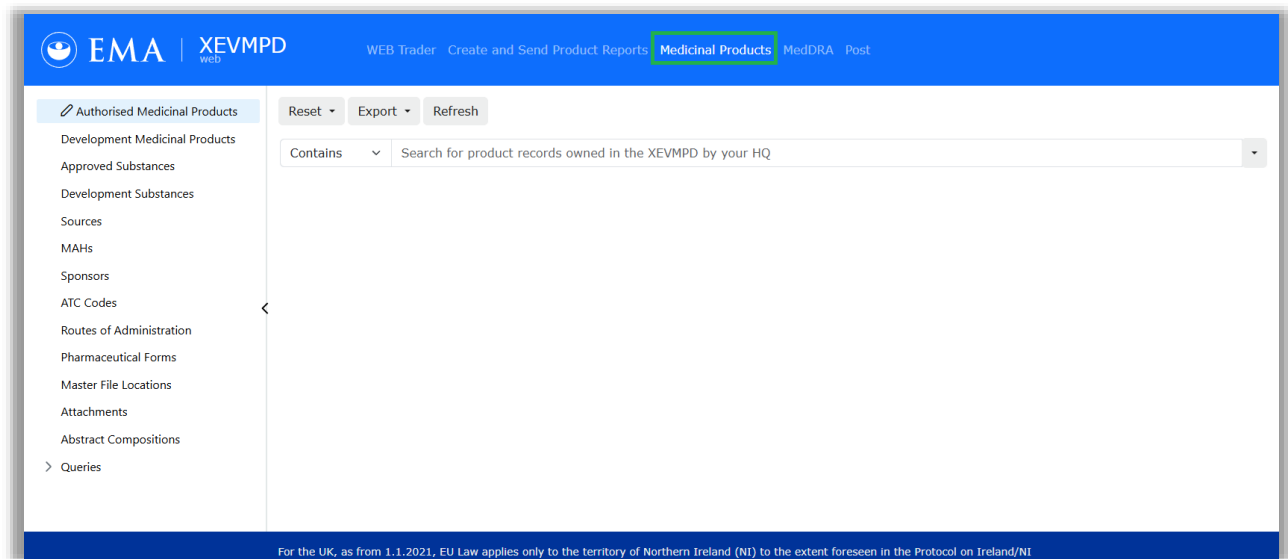 EMA | XEVMPD
web
WEB Trader Create and Send Product Reports Medicinal Products MedDRA Post
Authorised Medicinal Products
Development Medicinal Products
Approved Substances
Development Substances
Sources
MAHs
Sponsors
ATC Codes
Routes of Administration
Pharmaceutical Forms
Master File Locations
Attachments
Abstract Compositions
Queries
Reset Export Refresh
Contains Search for product records owned in the XEVMPD by your HQ
For the UK, as from 1.1.2021, EU Law applies only to the territory of Northern Ireland (NI) to the extent foreseen in the Protocol on Ireland/NI